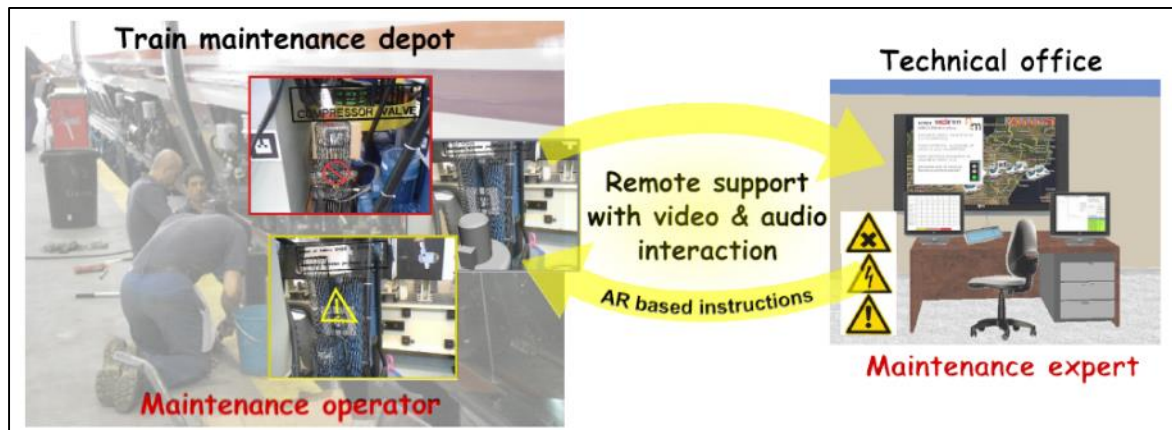 Train maintenance depot
COMPRESSOR VALVE
Maintenance operator
Remote support
with video & audio
interaction
AR based instructions
Technical office
Maintenance expert